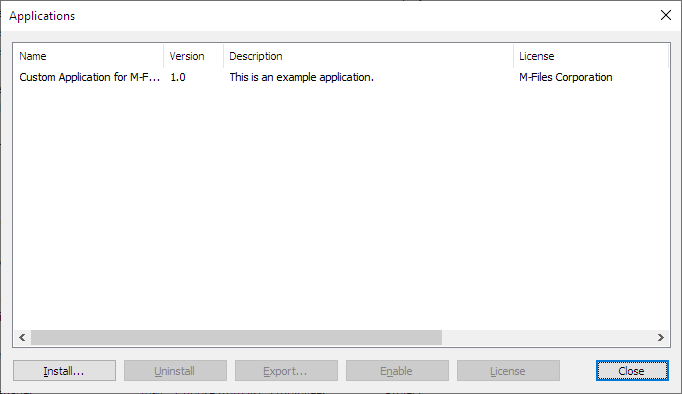 Applications
Name Version Description License
Custom Application for M-F... 1.0 This is an example application. M-Files Corporation
Install... Uninstall Export... Enable License Close